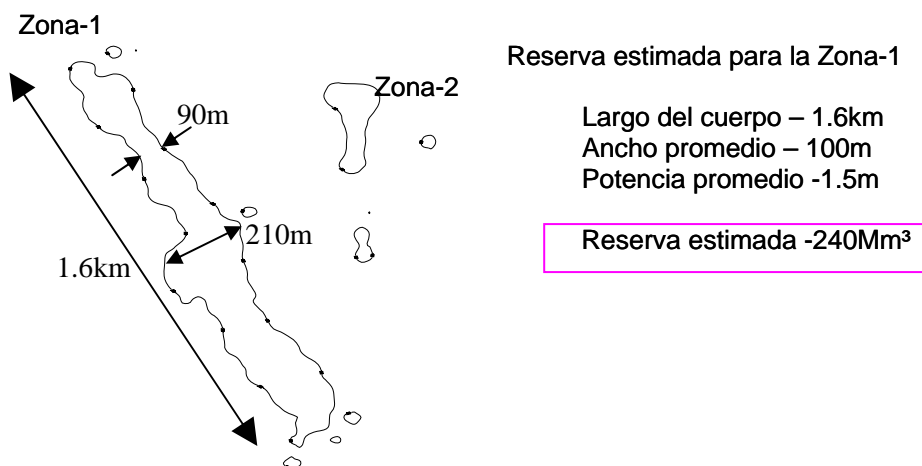 Zona-1
Zona-2
90m
210m
1.6km
Reserva estimada para la Zona-1
Largo del cuerpo – 1.6km
Ancho promedio – 100m
Potencia promedio -1.5m
Reserva estimada -240Mm³